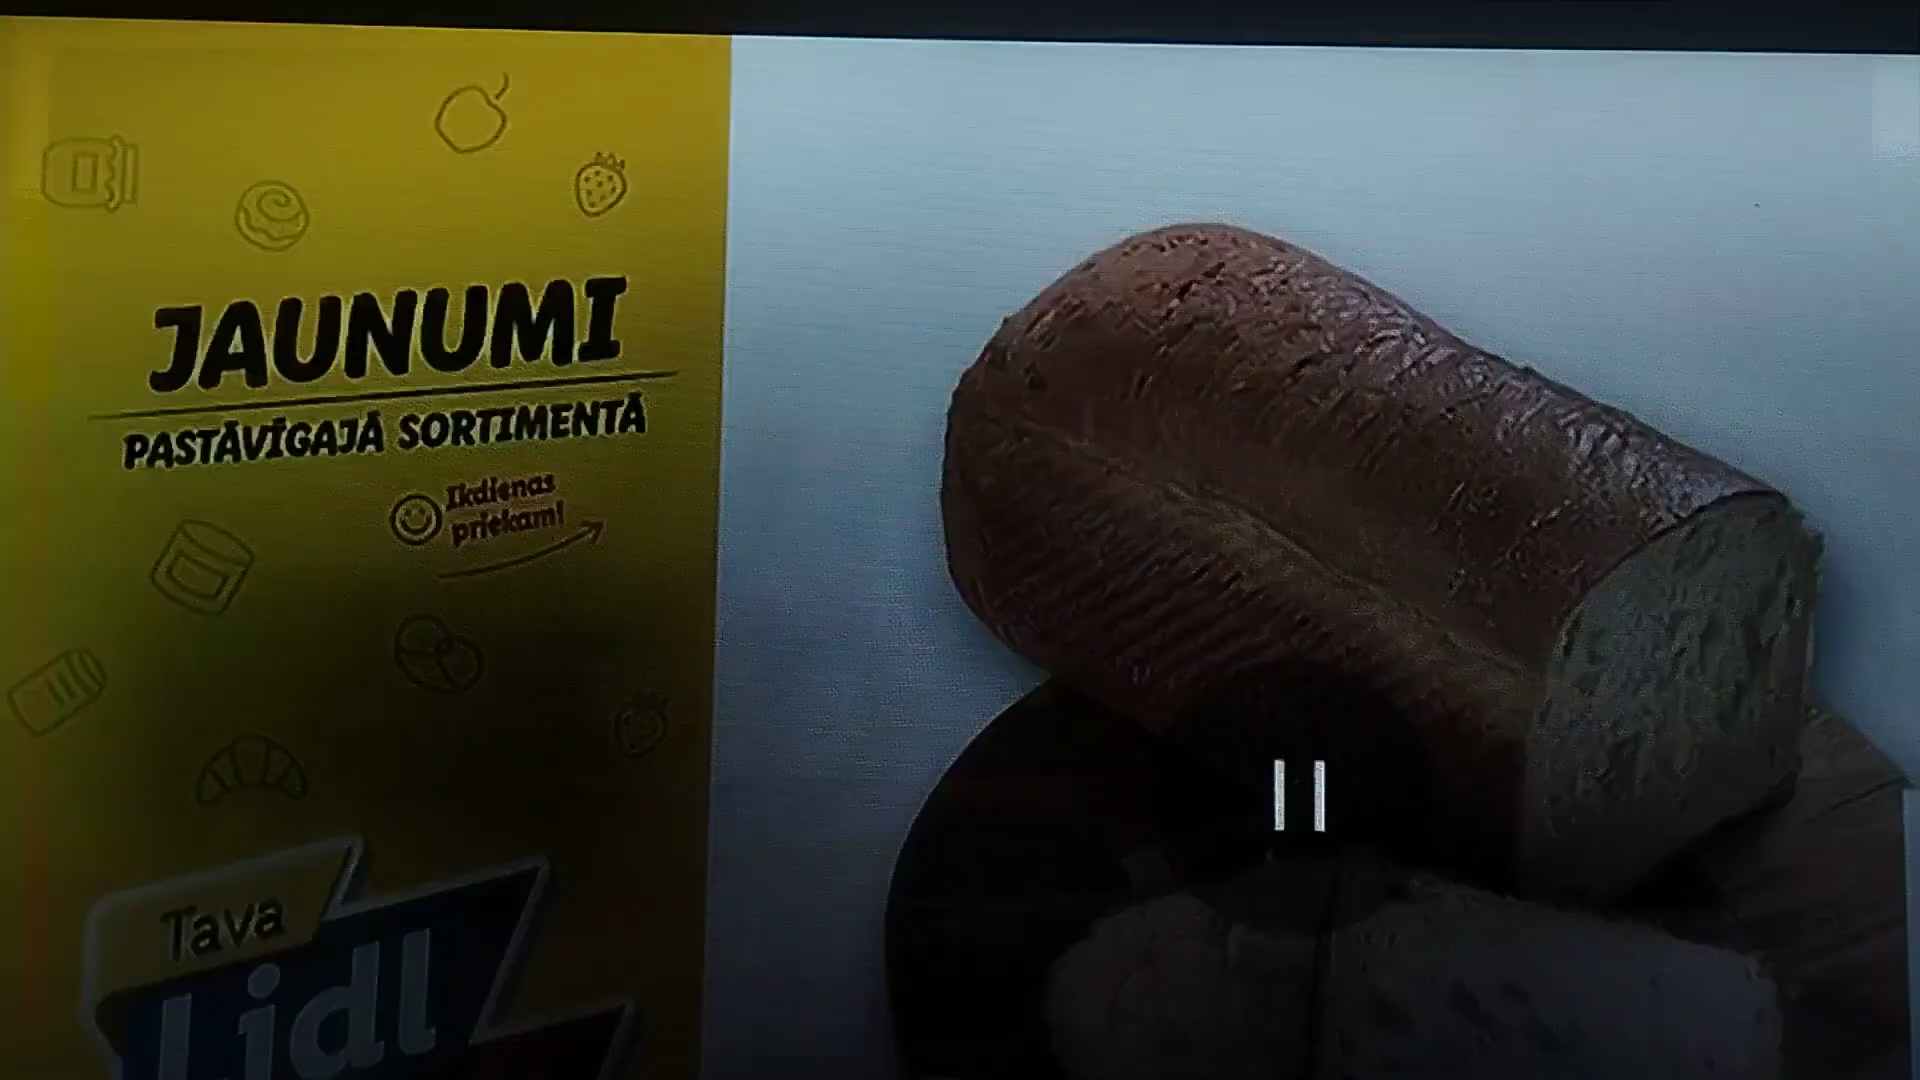 JAUNUMI
PASTĀVĪGAJĀ SORTIMENTĀ
Ikdienas
priekam!
Tava
Lidl